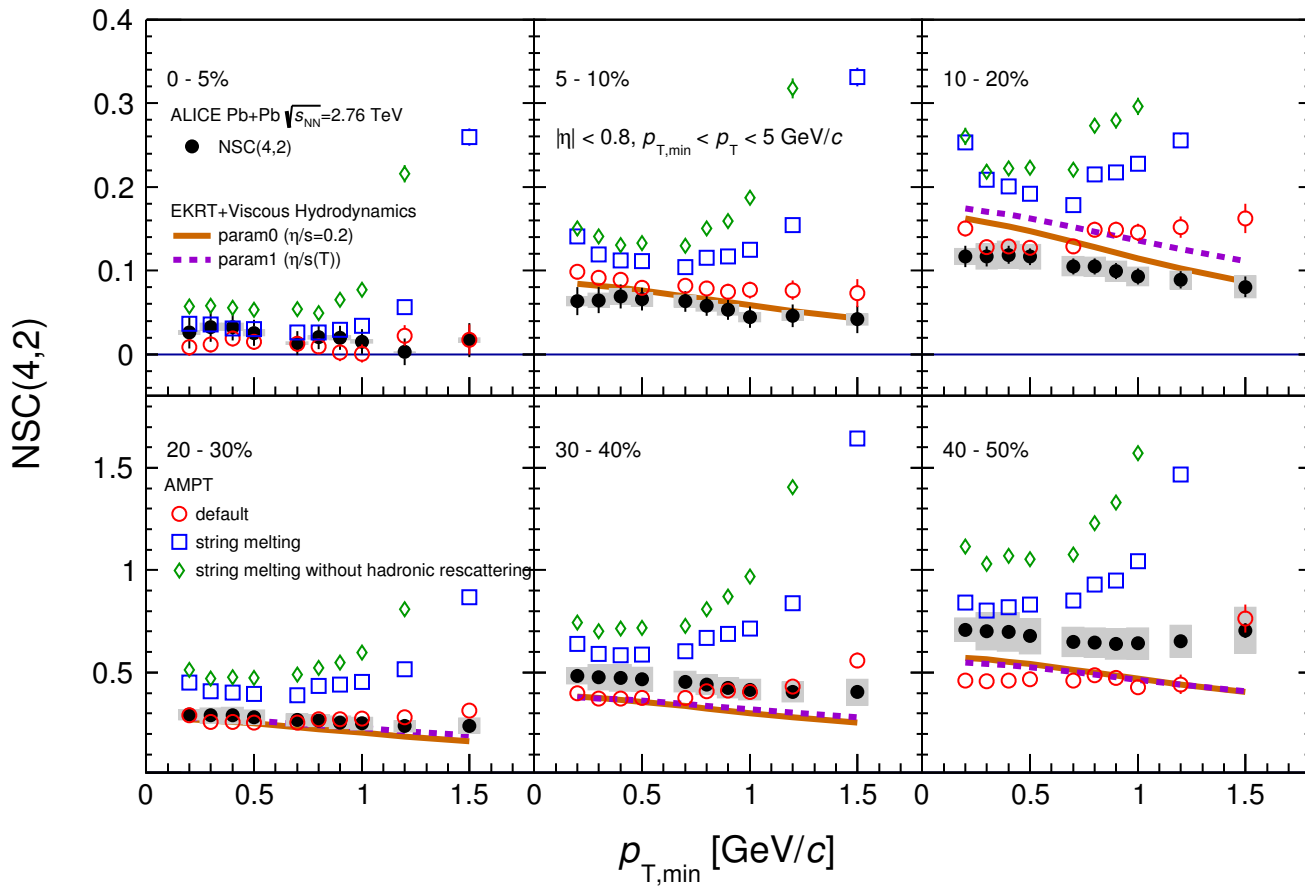 NSC(4,2)
0.4
0.3
0.2
0.1
0
0 - 5%
ALICE Pb+Pb √s_NN=2.76 TeV
NSC(4,2)
EKRT+Viscous Hydrodynamics
param0 (η/s=0.2)
param1 (η/s(T))
5 - 10%
|η| < 0.8, p_T,min < p_T < 5 GeV/c
10 - 20%
1.5
1
0.5
20 - 30%
AMPT
default
string melting
string melting without hadronic rescattering
30 - 40%
40 - 50%
0 0.5 1 1.5 0 0.5 1 1.5 0 0.5 1 1.5
p_T,min [GeV/c]